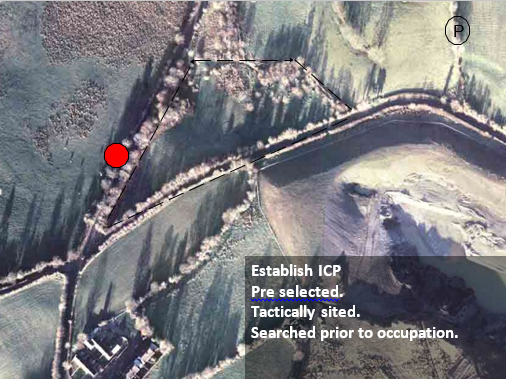 P
Establish ICP
Pre selected.
Tactically sited.
Searched prior to occupation.